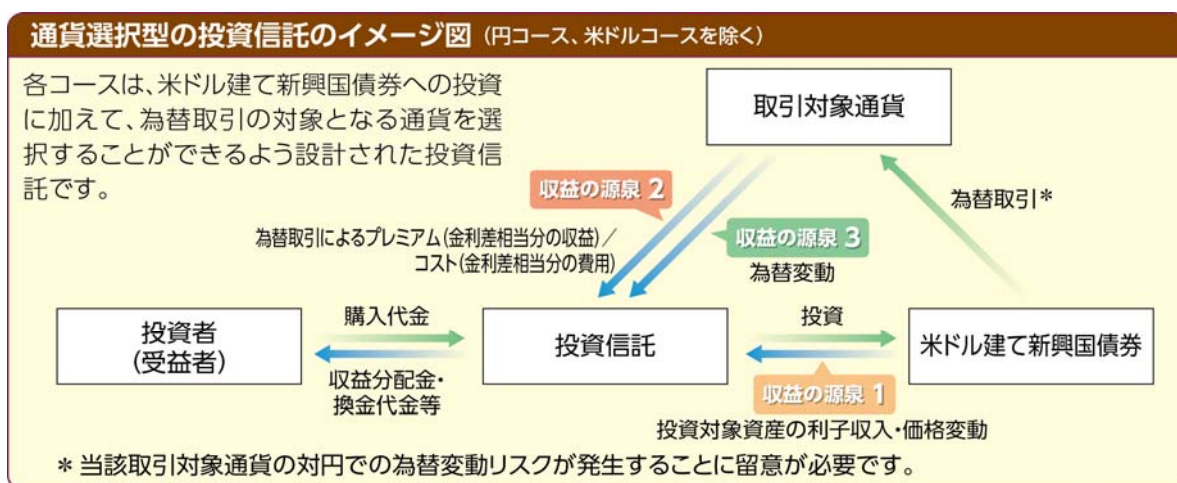 通貨選択型の投資信託のイメージ図 (円コース、米ドルコースを除く)
各コースは、米ドル建て新興国債券への投資
に加えて、為替取引の対象となる通貨を選
択することができるよう設計された投資信
託です。
取引対象通貨
収益の源泉 2
為替取引*
為替取引によるプレミアム(金利差相当分の収益)/
コスト(金利差相当分の費用)
収益の源泉 3
為替変動
投資者
(受益者)
購入代金
収益分配金・
換金代金等
投資信託
投資
収益の源泉 1
投資対象資産の利子収入・価格変動
米ドル建て新興国債券
* 当該取引対象通貨の対円での為替変動リスクが発生することに留意が必要です。